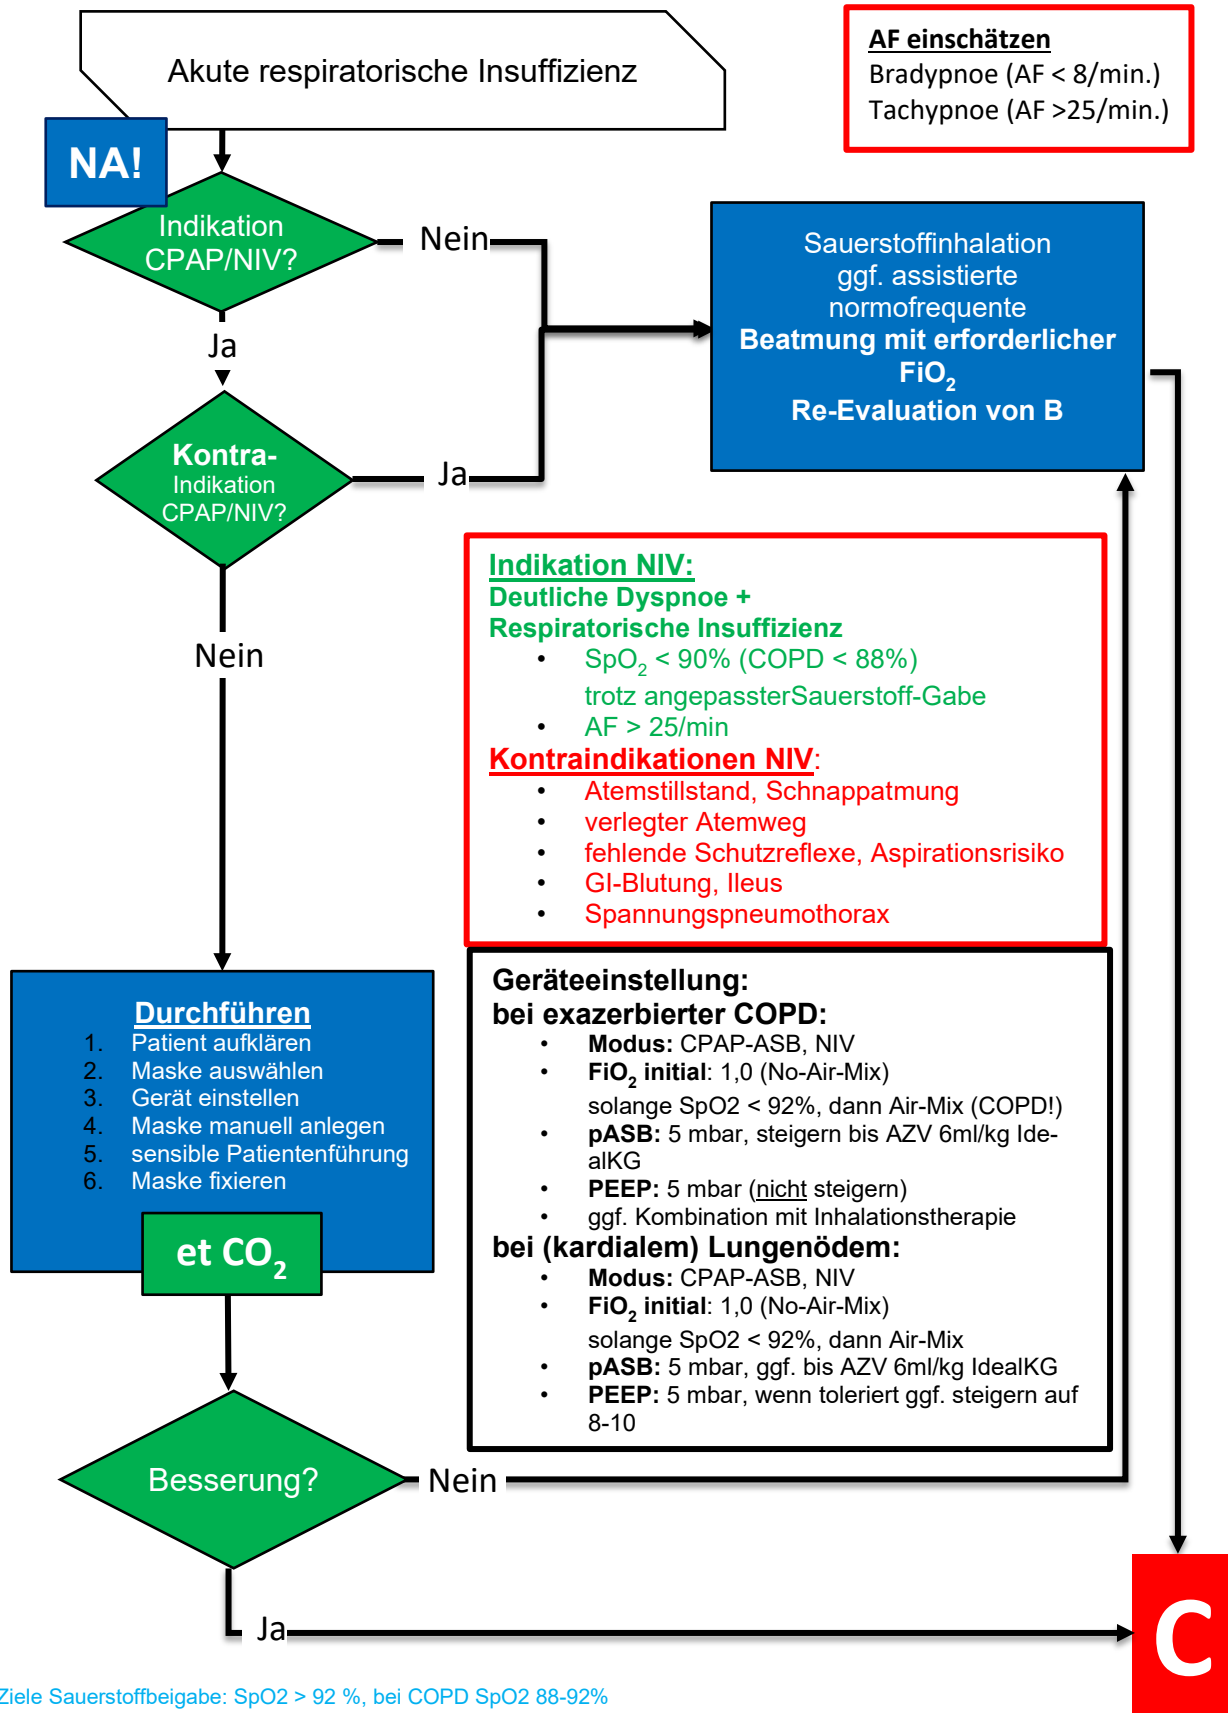 Akute respiratorische Insuffizienz
AF einschätzen
Bradypnoe (AF < 8/min.)
Tachypnoe (AF >25/min.)
NA!
Indikation
CPAP/NIV?
Nein
Ja
Sauerstoffinhalation
ggf. assistierte
normofrequente
Beatmung mit erforderlicher
FiO2
Re-Evaluation von B
Kontra-
Indikation
CPAP/NIV?
Ja
Nein
Indikation NIV:
Deutliche Dyspnoe +
Respiratorische Insuffizienz
• SpO2 < 90% (COPD < 88%)
trotz angepassterSauerstoff-Gabe
• AF > 25/min
Kontraindikationen NIV:
• Atemstillstand, Schnappatmung
• verlegter Atemweg
• fehlende Schutzreflexe, Aspirationsrisiko
• GI-Blutung, Ileus
• Spannungspneumothorax
Durchführen
1. Patient aufklären
2. Maske auswählen
3. Gerät einstellen
4. Maske manuell anlegen
5. sensible Patientenführung
6. Maske fixieren
et CO2
Geräteeinstellung:
bei exazerbierter COPD:
• Modus: CPAP-ASB, NIV
• FiO2 initial: 1,0 (No-Air-Mix)
solange SpO2 < 92%, dann Air-Mix (COPD!)
• pASB: 5 mbar, steigern bis AZV 6ml/kg Ide-
alKG
• PEEP: 5 mbar (nicht steigern)
• ggf. Kombination mit Inhalationstherapie
bei (kardialem) Lungenödem:
• Modus: CPAP-ASB, NIV
• FiO2 initial: 1,0 (No-Air-Mix)
solange SpO2 < 92%, dann Air-Mix
• pASB: 5 mbar, ggf. bis AZV 6ml/kg IdealKG
• PEEP: 5 mbar, wenn toleriert ggf. steigern auf
8-10
Besserung?
Nein
Ja
C
Ziele Sauerstoffbeigabe: SpO2 > 92 %, bei COPD SpO2 88-92%